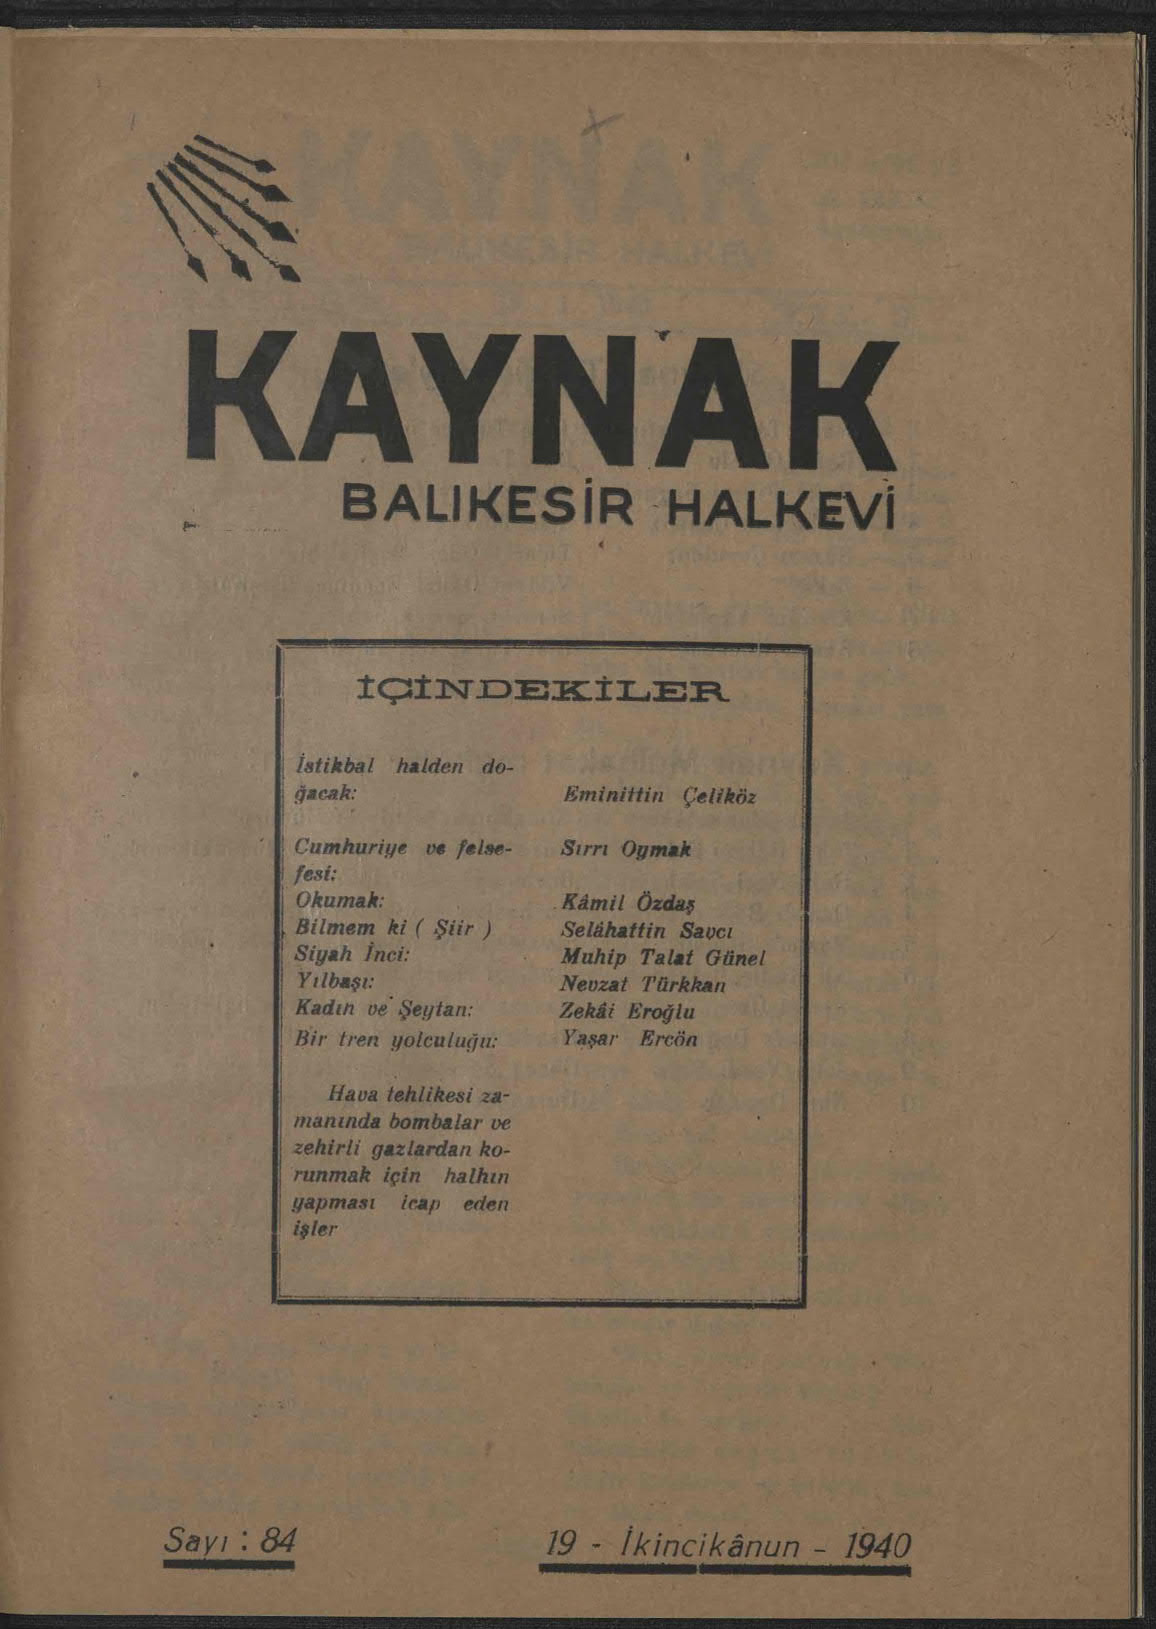 KAYNAK
BALIKESİR HALKEVİ
İÇİNDEKİLER
İstikbal halden do-
ğacak: Eminittin Çeliköz
Cumhuriye ve felse- Sırrı Oymak
fesi:
Okumak: Kâmil Özdaş
Bilmem ki ( Şiir ) Selâhattin Savcı
Siyah İnci: Muhip Talat Günel
Yılbaşı: Nevzat Türkkan
Kadın ve Şeytan: Zekâi Eroğlu
Bir tren yolculuğu: Yaşar Ercön
Hava tehlikesi za-
manında bombalar ve
zehirli gazlardan ko-
runmak için halhın
yapması icap eden
işler
Sayı : 84
19 - İkincikânun - 1940